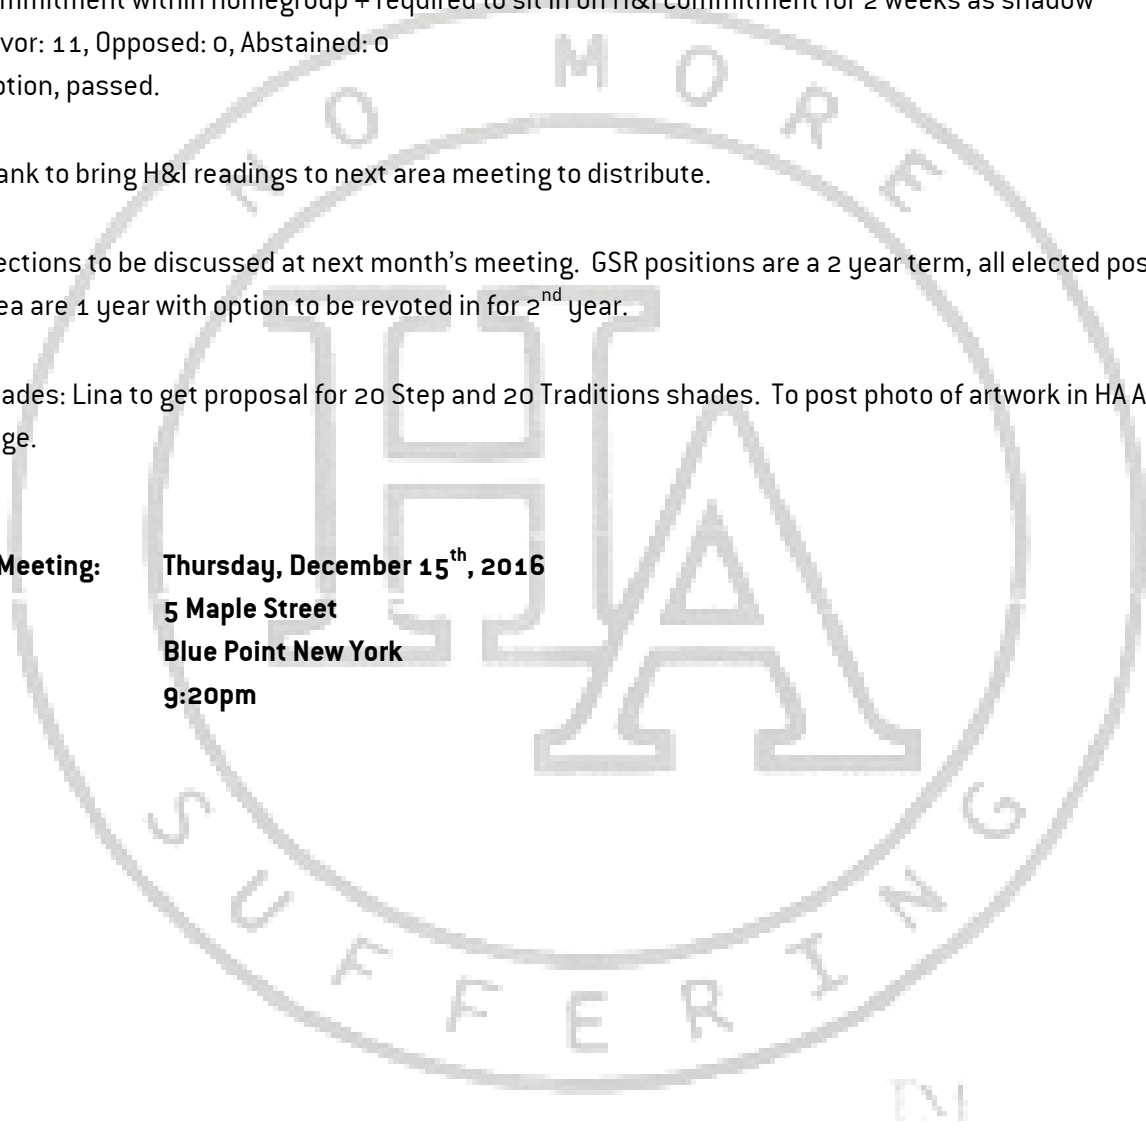 mmitment within homegroup + required to sit in on H&I commitment for 2 weeks as shadow
vor: 11, Opposed: 0, Abstained: 0
otion, passed.
ank to bring H&I readings to next area meeting to distribute.
ections to be discussed at next month's meeting. GSR positions are a 2 year term, all elected pos
ea are 1 year with option to be revoted in for 2nd year.
ades: Lina to get proposal for 20 Step and 20 Traditions shades. To post photo of artwork in HA A
ge.
Meeting: Thursday, December 15th, 2016
5 Maple Street
Blue Point New York
9:20pm
NO MORE
HA
SUFFERING
TM